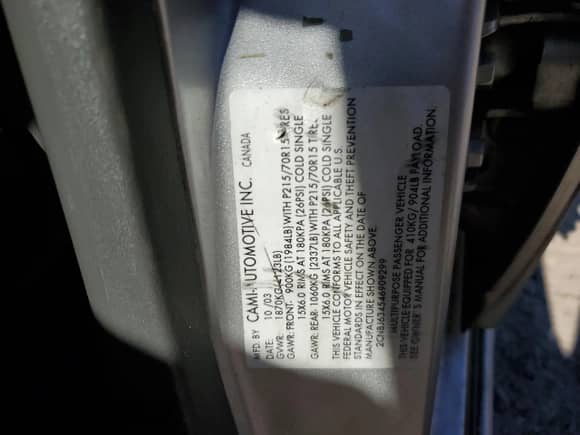 MFD BY CAMI AUTOMOTIVE INC. CANADA
DATE: 10/03
GVWR: 1870KG (4123LB)
GAWR: FRONT: 900KG (1984LB) WITH P215/70R15 TIRES
15X6.0 RIMS AT 180KPA (26PSI) COLD SINGLE
GAWR: REAR: 1060KG (2337LB) WITH P215/70R15 TIRES
15X6.0 RIMS AT 180KPA (26PSI) COLD SINGLE
THIS VEHICLE CONFORMS TO ALL APPLICABLE U.S.
FEDERAL MOTOR VEHICLE SAFETY AND THEFT PREVENTION
STANDARDS IN EFFECT ON THE DATE OF
MANUFACTURE SHOWN ABOVE.
2CNBJ634546909299
MULTIPURPOSE PASSENGER VEHICLE
VEHICLE EQUIPPED FOR 410KG/904LB PAYLOAD.
SEE OWNER'S MANUAL FOR ADDITIONAL INFORMATION.